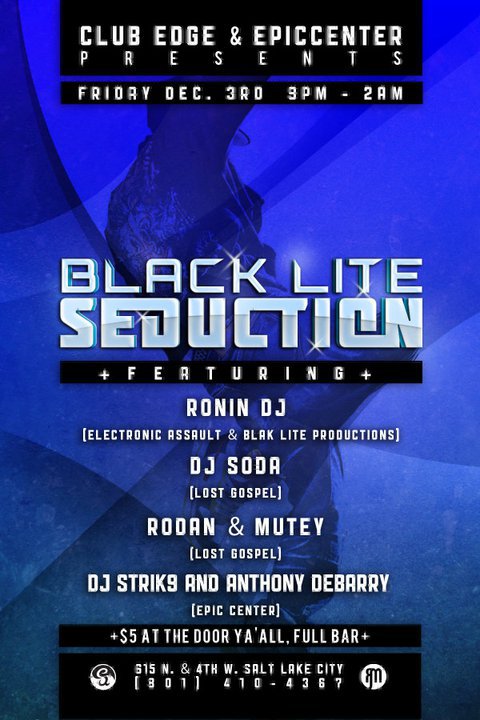 CLUB EDGE & EPICCENTER
PRESENTS
FRIDAY DEC. 3RD 9PM - 2AM
BLACK LITE
SEDUCTION
+FEATURING+
RONIN DJ
[ELECTRONIC ASSAULT & BLAK LITE PRODUCTIONS]
DJ SODA
[LOST GOSPEL]
RODAN & MUTEY
[LOST GOSPEL]
DJ STRIK9 AND ANTHONY DEBARRY
[EPIC CENTER]
+$5 AT THE DOOR YA'ALL, FULL BAR+
615 N. & 4TH W. SALT LAKE CITY
[801] 410-4367